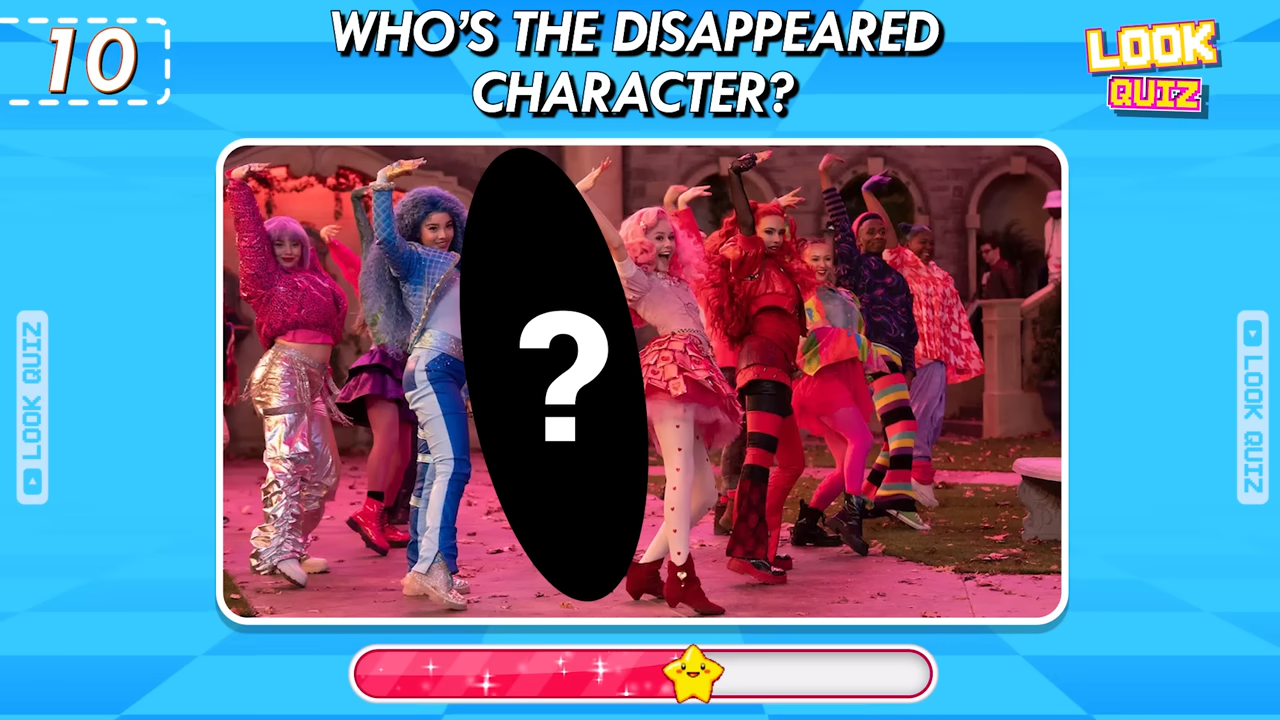 10
WHO'S THE DISAPPEARED
CHARACTER?
LOOK
QUIZ
?
LOOK QUIZ
LOOK QUIZ